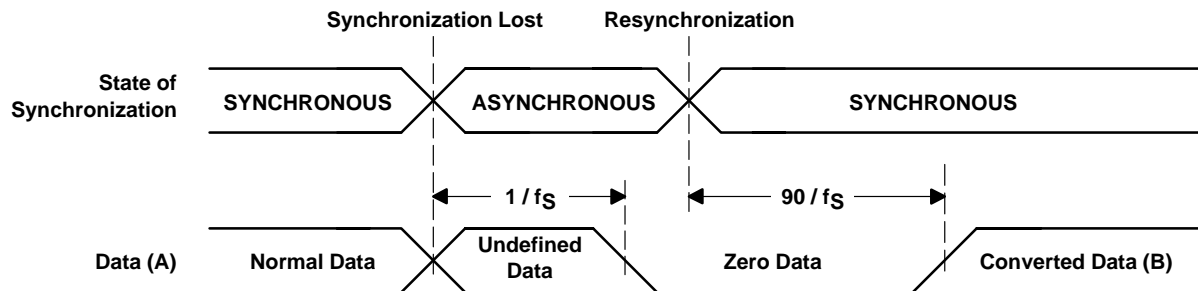 Synchronization Lost
Resynchronization
State of
Synchronization
SYNCHRONOUS
ASYNCHRONOUS
SYNCHRONOUS
1 / fS
90 / fS
Data (A)
Normal Data
Undefined
Data
Zero Data
Converted Data (B)